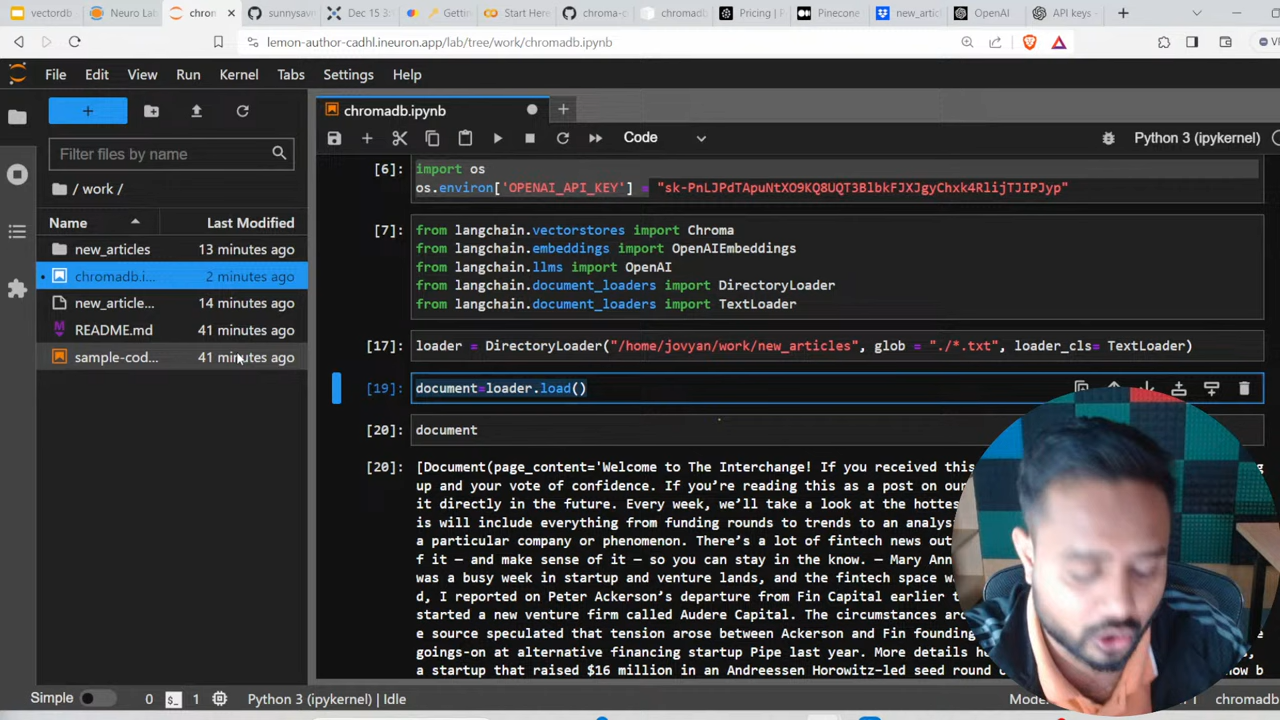 vectordb
Neuro Lab
chron
sunnysav
Dec 15 3:
Gettin
Start Here
chroma-c
chromad
Pricing |
Pinecone
new_artic
OpenAI
API keys -
lemon-author-cadhl.ineuron.app/lab/tree/work/chromadb.ipynb
File Edit View Run Kernel Tabs Settings Help
chromadb.ipynb
Code
Python 3 (ipykernel)
Filter files by name
/ work /
Name Last Modified
new_articles 13 minutes ago
chromadb.i... 2 minutes ago
new_article... 14 minutes ago
README.md 41 minutes ago
sample-cod... 41 minutes ago
[6]: import os
os.environ['OPENAI_API_KEY'] = "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"
[7]: from langchain.vectorstores import Chroma
from langchain.embeddings import OpenAIEmbeddings
from langchain.llms import OpenAI
from langchain.document_loaders import DirectoryLoader
from langchain.document_loaders import TextLoader
[17]: loader = DirectoryLoader("/home/jovyan/work/new_articles", glob = "./*.txt", loader_cls= TextLoader)
[19]: document=loader.load()
[20]: document
[20]: [Document(page_content='Welcome to The Interchange! If you received this
up and your vote of confidence. If you're reading this as a post on our
it directly in the future. Every week, we'll take a look at the hottes
is will include everything from funding rounds to trends to an analys
a particular company or phenomenon. There's a lot of fintech news out
f it — and make sense of it — so you can stay in the know. — Mary Ann
was a busy week in startup and venture lands, and the fintech space w
d, I reported on Peter Ackerson's departure from Fin Capital earlier t
started a new venture firm called Audere Capital. The circumstances aro
e source speculated that tension arose between Ackerson and Fin foundin
goings-on at alternative financing startup Pipe last year. More details h
a startup that raised $16 million in an Andreessen Horowitz–led seed round
Simple 0 1 Python 3 (ipykernel) | Idle
Mode
chromadb